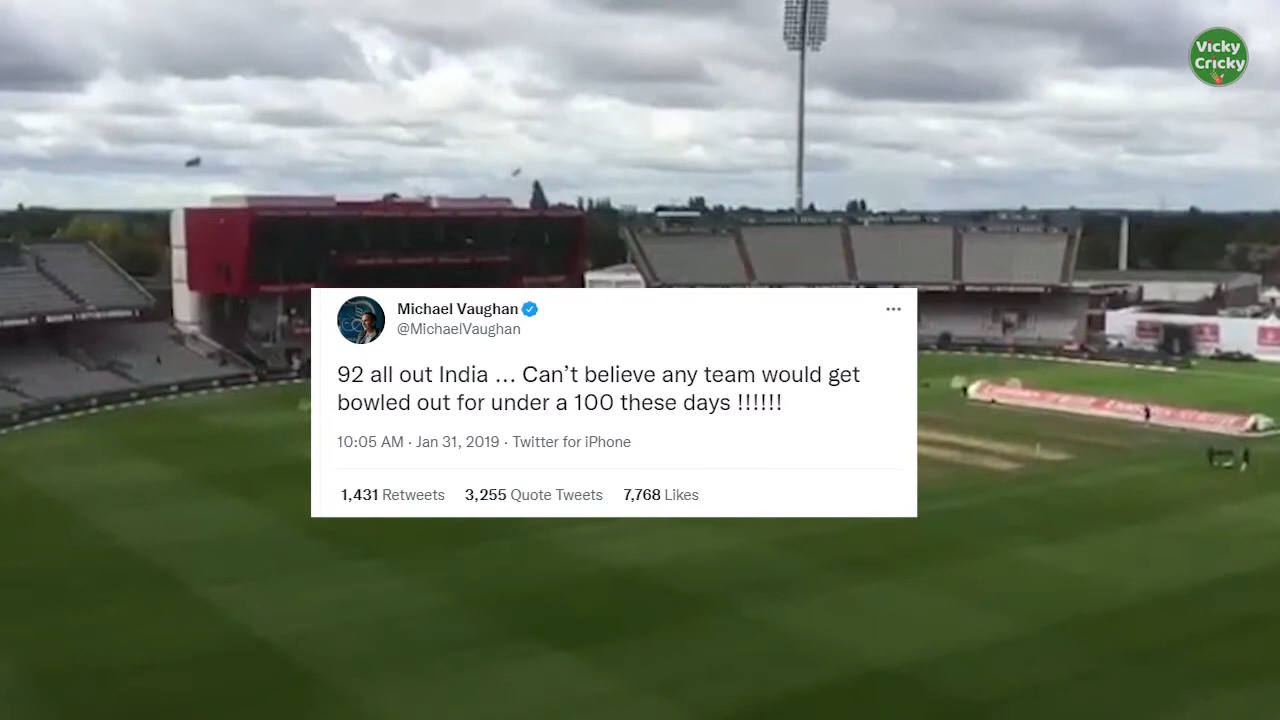 Vicky
Cricky
Michael Vaughan
@MichaelVaughan
92 all out India ... Can’t believe any team would get
bowled out for under a 100 these days !!!!!!
10:05 AM · Jan 31, 2019 · Twitter for iPhone
1,431 Retweets 3,255 Quote Tweets 7,768 Likes